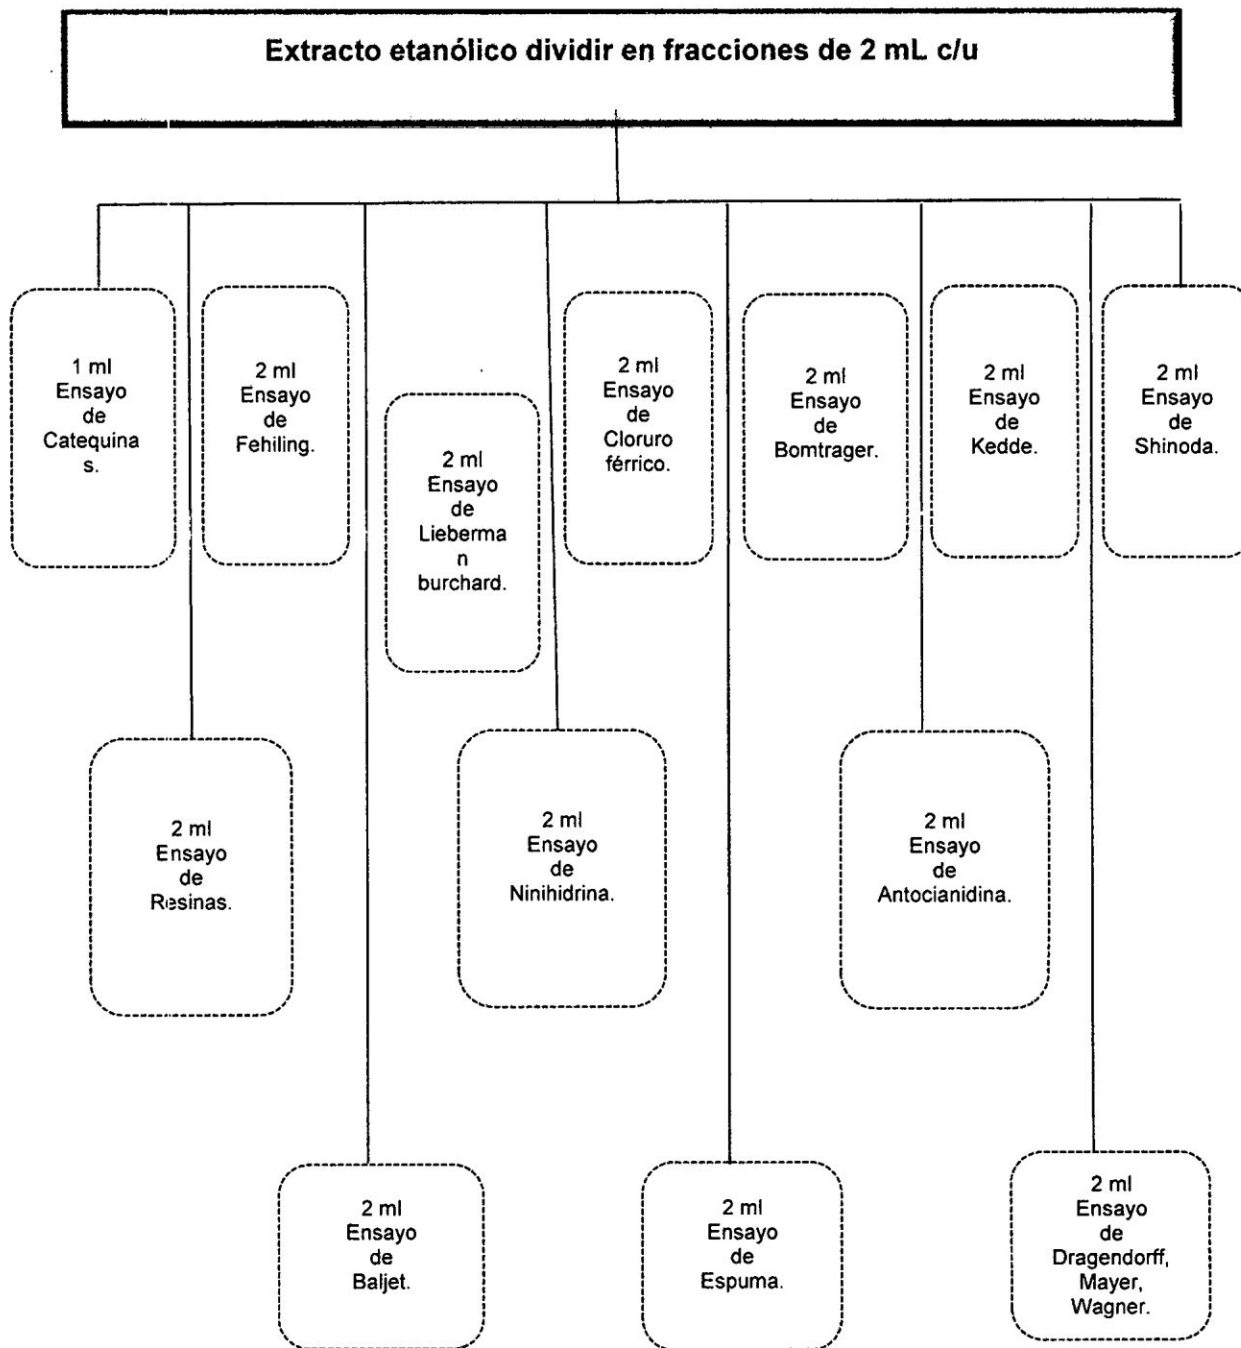 Extracto etanólico dividir en fracciones de 2 mL c/u
1 ml
Ensayo
de
Catequina
s.
2 ml
Ensayo
de
Fehiling.
2 ml
Ensayo
de
Lieberma
n
burchard.
2 ml
Ensayo
de
Cloruro
férrico.
2 ml
Ensayo
de
Bomtrager.
2 ml
Ensayo
de
Kedde.
2 ml
Ensayo
de
Shinoda.
2 ml
Ensayo
de
Resinas.
2 ml
Ensayo
de
Ninihidrina.
2 ml
Ensayo
de
Antocianidina.
2 ml
Ensayo
de
Baljet.
2 ml
Ensayo
de
Espuma.
2 ml
Ensayo
de
Dragendorff,
Mayer,
Wagner.